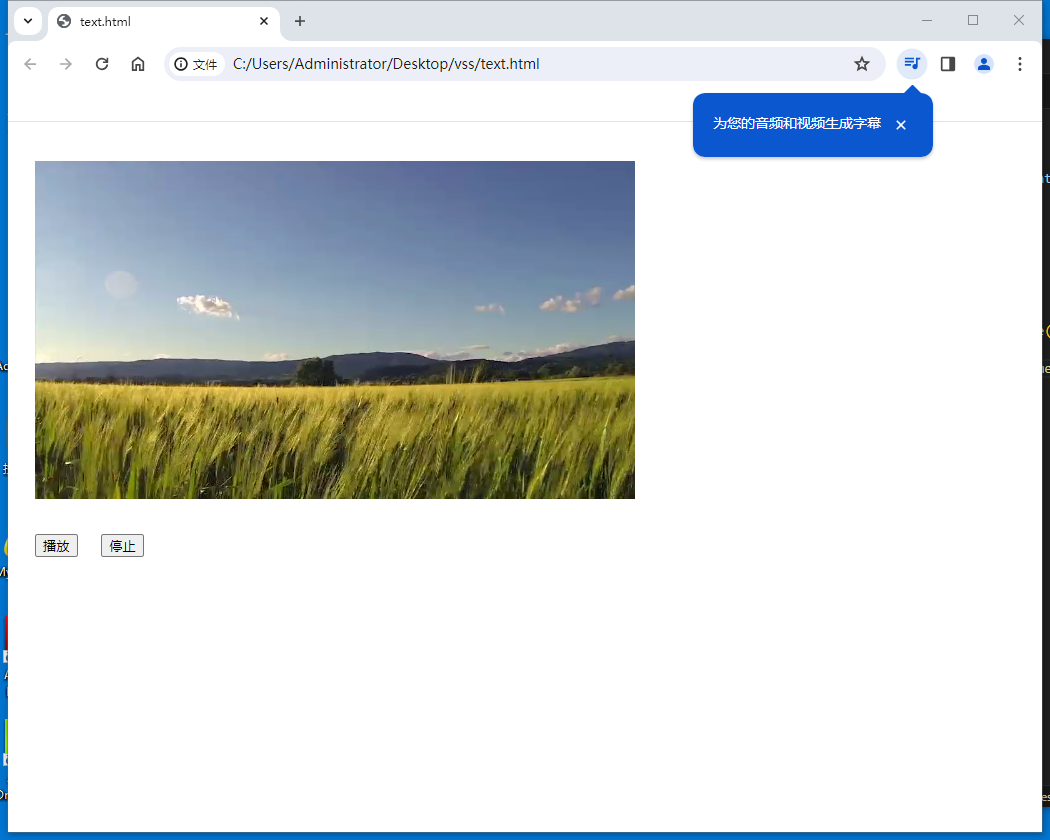 text.html
文件
C:/Users/Administrator/Desktop/vss/text.html
为您的音频和视频生成字幕
播放
停止